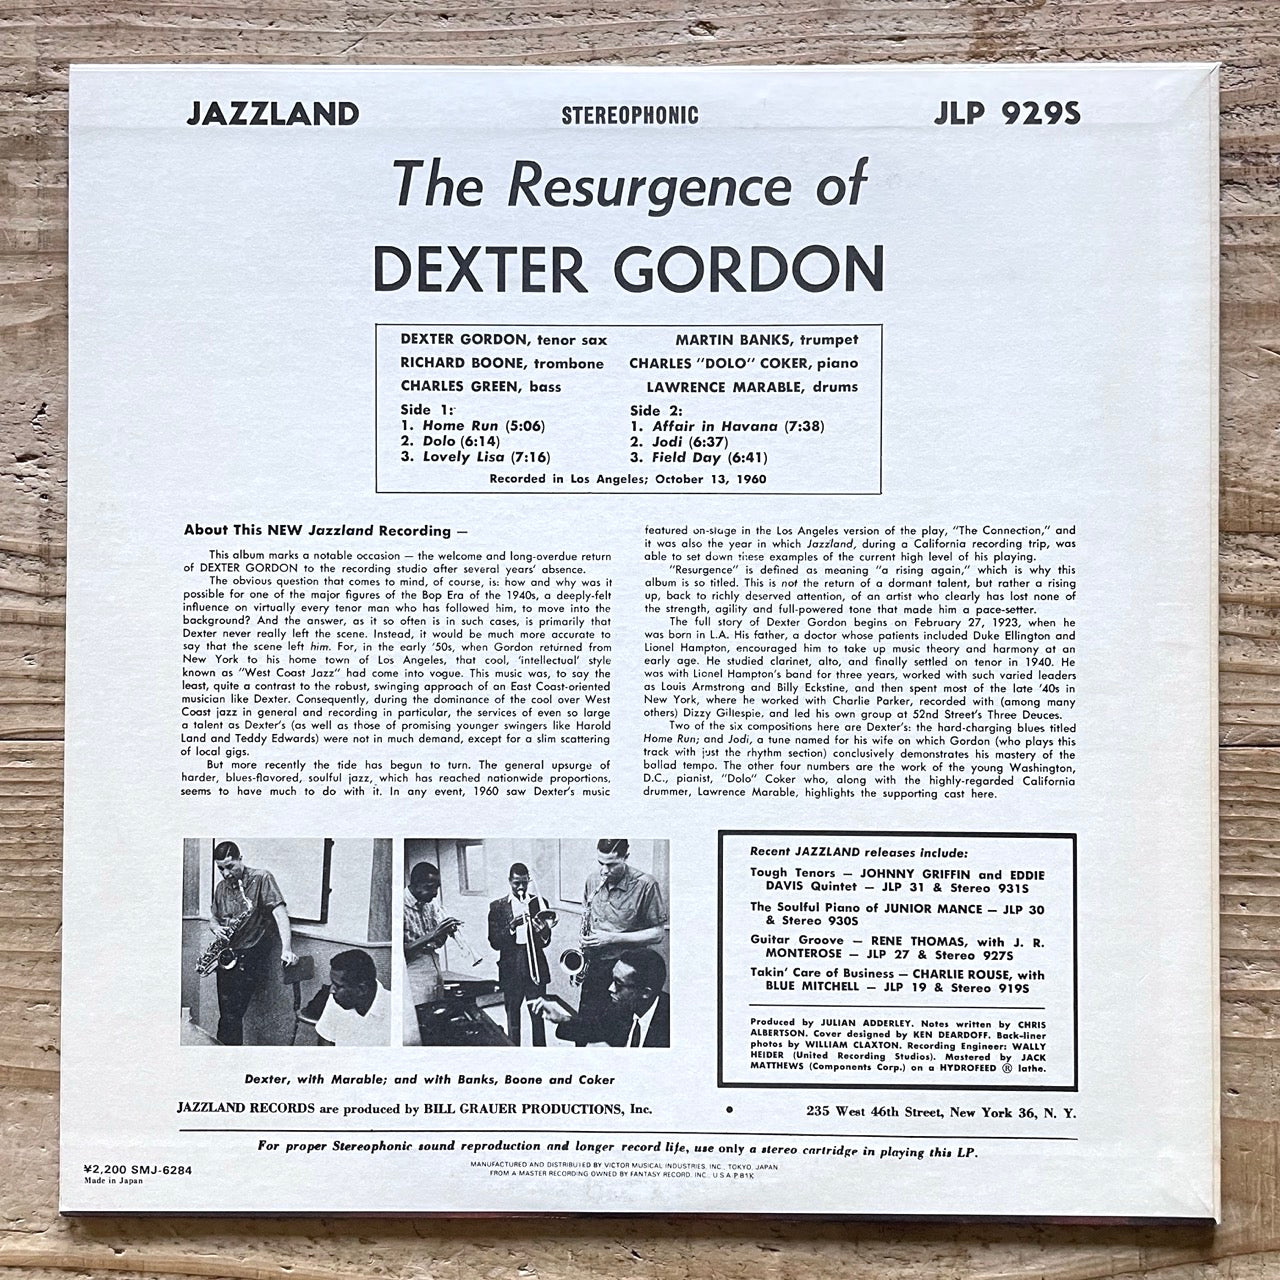 JAZZLAND STEREOPHONIC JLP 929S
The Resurgence of
DEXTER GORDON
DEXTER GORDON, tenor sax MARTIN BANKS, trumpet
RICHARD BOONE, trombone CHARLES "DOLO" COKER, piano
CHARLES GREEN, bass LAWRENCE MARABLE, drums
Side 1:
1. Home Run (5:06)
2. Dolo (6:14)
3. Lovely Lisa (7:16)
Side 2:
1. Affair in Havana (7:38)
2. Jodi (6:37)
3. Field Day (6:41)
Recorded in Los Angeles; October 13, 1960
About This NEW Jazzland Recording —
This album marks a notable occasion — the welcome and long-overdue return
of DEXTER GORDON to the recording studio after several years' absence.
The obvious question that comes to mind, of course, is: how and why was it
possible for one of the major figures of the Bop Era of the 1940s, a deeply-felt
influence on virtually every tenor man who has followed him, to move into the
background? And the answer, as it so often is in such cases, is primarily that
Dexter never really left the scene. Instead, it would be much more accurate to
say that the scene left him. For, in the early '50s, when Gordon returned from
New York to his home town of Los Angeles, that cool, 'intellectual' style
known as "West Coast Jazz" had come into vogue. This music was, to say the
least, quite a contrast to the robust, swinging approach of an East Coast-oriented
musician like Dexter. Consequently, during the dominance of the cool over West
Coast jazz in general and recording in particular, the services of even so large
a talent as Dexter's (as well as those of promising younger swingers like Harold
Land and Teddy Edwards) were not in much demand, except for a slim scattering
of local gigs.
But more recently the tide has begun to turn. The general upsurge of
harder, blues-flavored, soulful jazz, which has reached nationwide proportions,
seems to have much to do with it. In any event, 1960 saw Dexter's music
featured on-stage in the Los Angeles version of the play, "The Connection," and
it was also the year in which Jazzland, during a California recording trip, was
able to set down these examples of the current high level of his playing.
"Resurgence" is defined as meaning "a rising again," which is why this
album is so titled. This is not the return of a dormant talent, but rather a rising
up, back to richly deserved attention, of an artist who clearly has lost none of
the strength, agility and full-powered tone that made him a pace-setter.
The full story of Dexter Gordon begins on February 27, 1923, when he
was born in L.A. His father, a doctor whose patients included Duke Ellington and
Lionel Hampton, encouraged him to take up music theory and harmony at an
early age. He studied clarinet, alto, and finally settled on tenor in 1940. He
was with Lionel Hampton's band for three years, worked with such varied leaders
as Louis Armstrong and Billy Eckstine, and then spent most of the late '40s in
New York, where he worked with Charlie Parker, recorded with (among many
others) Dizzy Gillespie, and led his own group at 52nd Street's Three Deuces.
Two of the six compositions here are Dexter's: the hard-charging blues titled
Home Run; and Jodi, a tune named for his wife on which Gordon (who plays this
track with just the rhythm section) conclusively demonstrates his mastery of the
ballad tempo. The other four numbers are the work of the young Washington,
D.C., pianist, "Dolo" Coker who, along with the highly-regarded California
drummer, Lawrence Marable, highlights the supporting cast here.
Dexter, with Marable; and with Banks, Boone and Coker
Recent JAZZLAND releases include:
Tough Tenors — JOHNNY GRIFFIN and EDDIE
DAVIS Quintet — JLP 31 & Stereo 931S
The Soulful Piano of JUNIOR MANCE — JLP 30
& Stereo 930S
Guitar Groove — RENE THOMAS, with J. R.
MONTEROSE — JLP 27 & Stereo 927S
Takin' Care of Business — CHARLIE ROUSE, with
BLUE MITCHELL — JLP 19 & Stereo 919S
Produced by JULIAN ADDERLEY. Notes written by CHRIS
ALBERTSON. Cover designed by KEN DEARDOFF. Back-liner
photos by WILLIAM CLAXTON. Recording Engineer: WALLY
HEIDER (United Recording Studios). Mastered by JACK
MATTHEWS (Components Corp.) on a HYDROFEED ® lathe.
JAZZLAND RECORDS are produced by BILL GRAUER PRODUCTIONS, Inc. • 235 West 46th Street, New York 36, N. Y.
For proper Stereophonic sound reproduction and longer record life, use only a stereo cartridge in playing this LP.
¥2,200 SMJ-6284
Made in Japan
MANUFACTURED AND DISTRIBUTED BY VICTOR MUSICAL INDUSTRIES, INC., TOKYO, JAPAN
FROM A MASTER RECORDING OWNED BY FANTASY RECORD, INC., U.S.A. P-81K